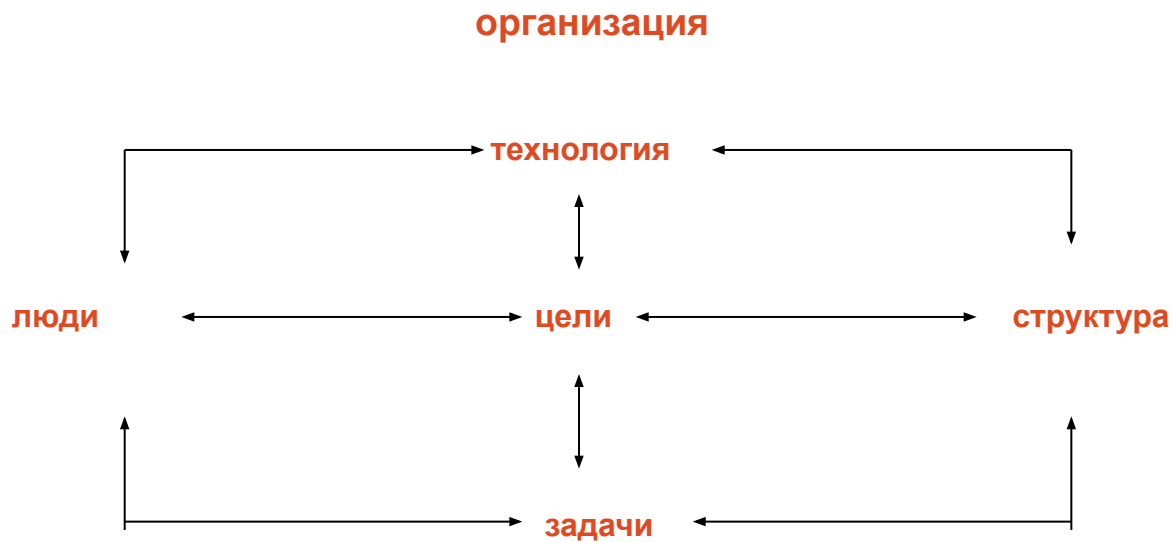 организация
технология
люди
цели
структура
задачи